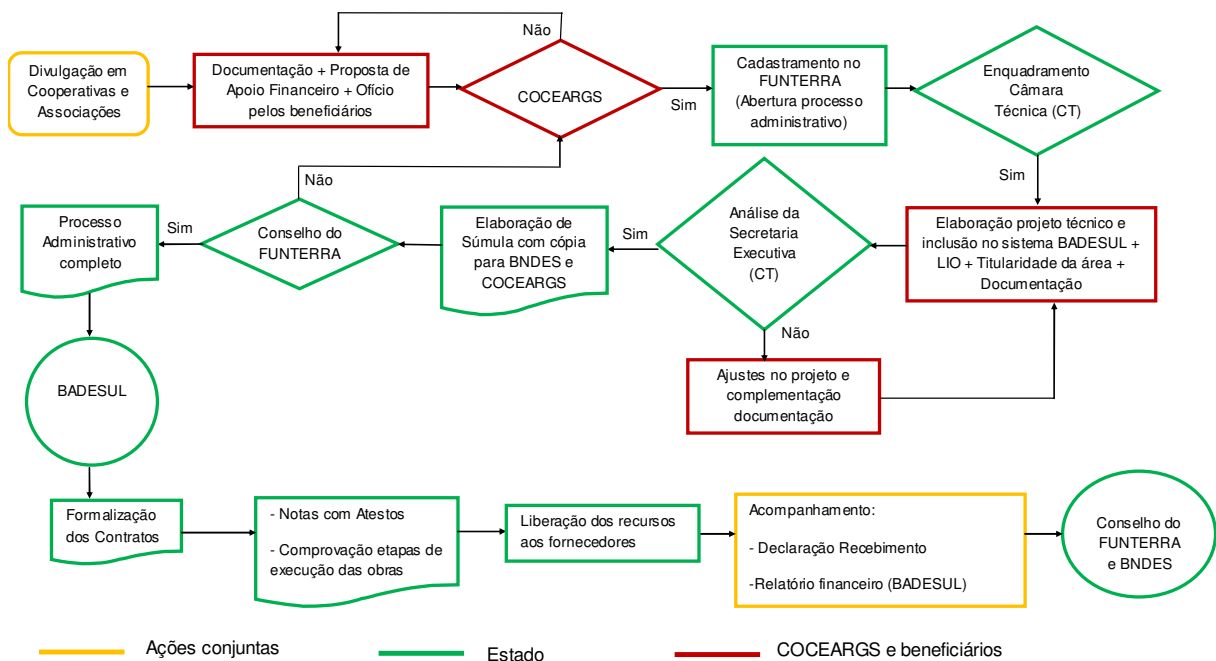 Não
Divulgação em
Cooperativas e
Associações
Documentação + Proposta de
Apoio Financeiro + Ofício
pelos beneficiários
COCEARGS
Sim
Cadastramento no
FUNTERRA
(Abertura processo
administrativo)
Enquadramento
Câmara
Técnica (CT)
Sim
Elaboração projeto técnico e
inclusão no sistema BADESUL +
LIO + Titularidade da área +
Documentação
Análise da
Secretaria
Executiva
(CT)
Não
Ajustes no projeto e
complementação
documentação
Sim
Elaboração de
Súmula com cópia
para BNDES e
COCEARGS
Não
Conselho do
FUNTERRA
Sim
Processo
Administrativo
completo
BADESUL
Formalização
dos Contratos
- Notas com Atestos
- Comprovação etapas de
execução das obras
Liberação dos recursos
aos fornecedores
Acompanhamento:
- Declaração Recebimento
-Relatório financeiro (BADESUL)
Conselho do
FUNTERRA
e BNDES
Ações conjuntas
Estado
COCEARGS e beneficiários